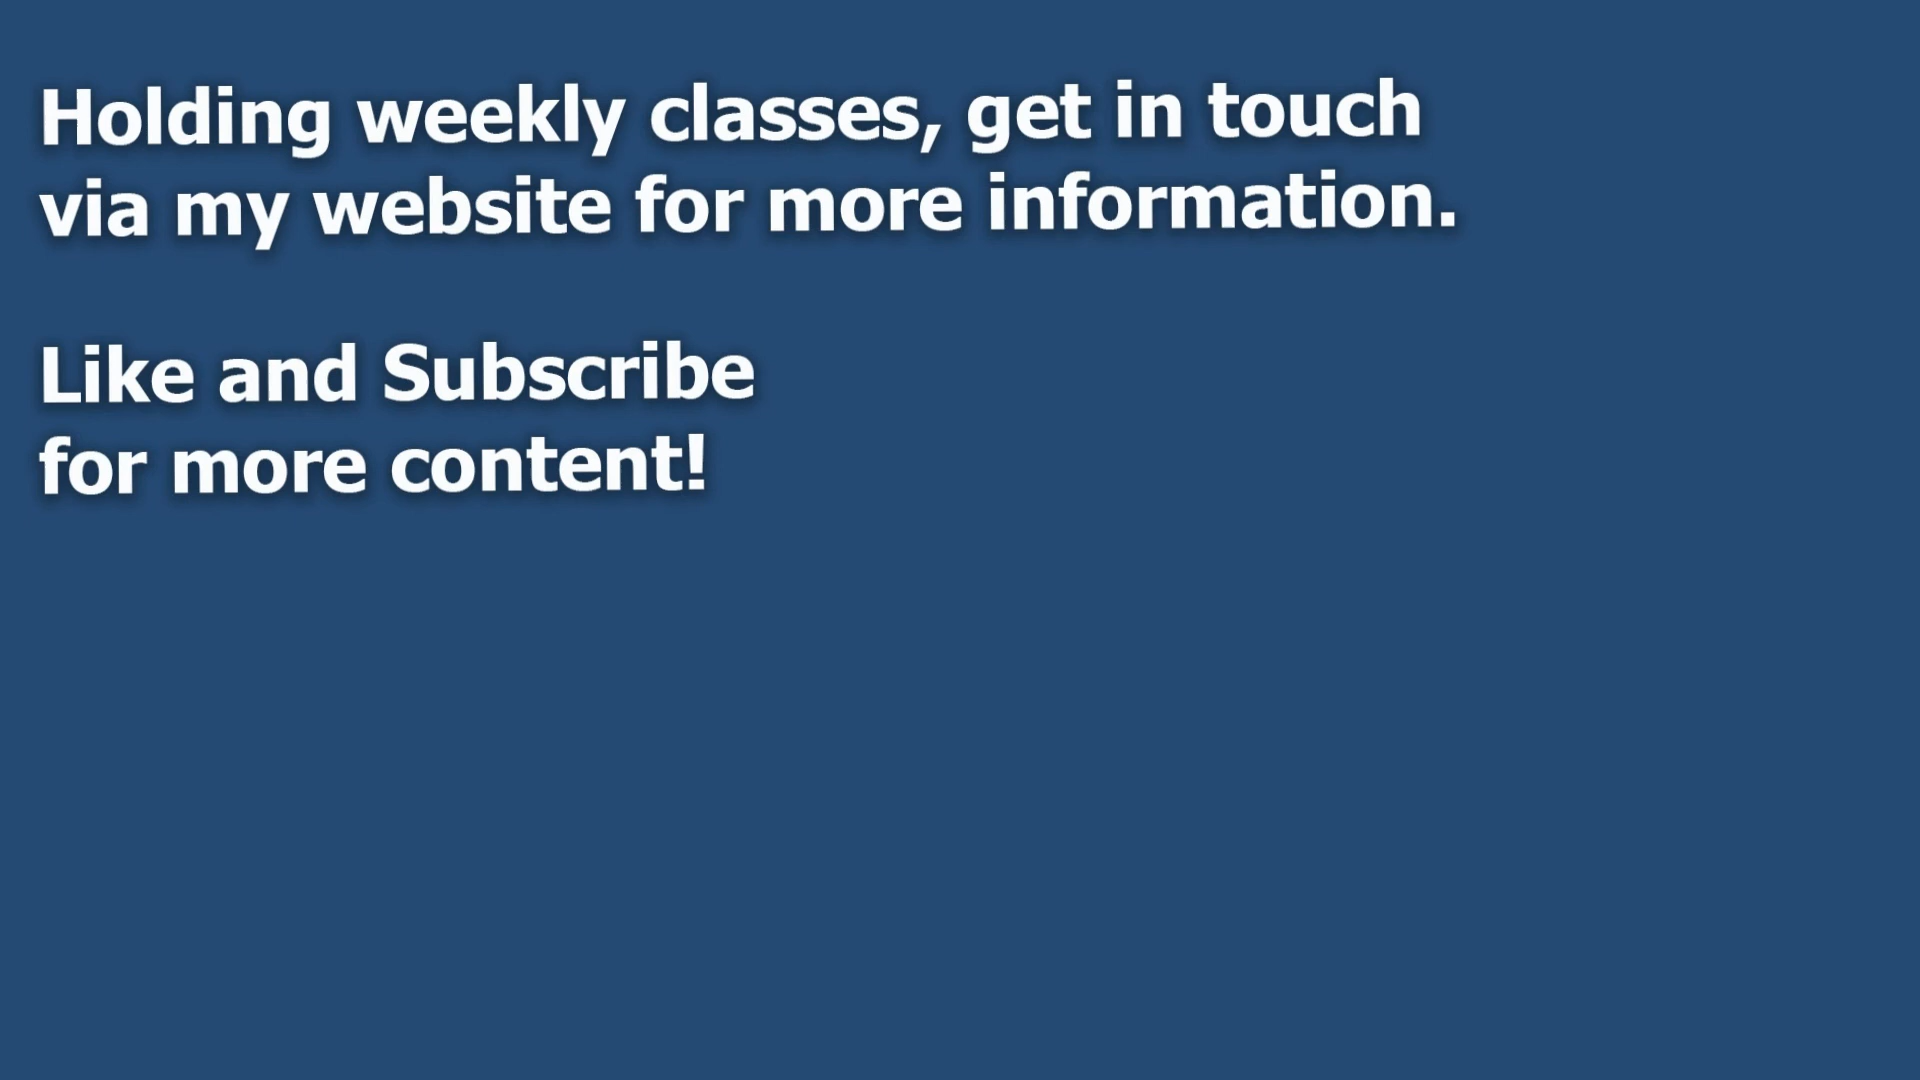 Holding weekly classes, get in touch
via my website for more information.
Like and Subscribe
for more content!